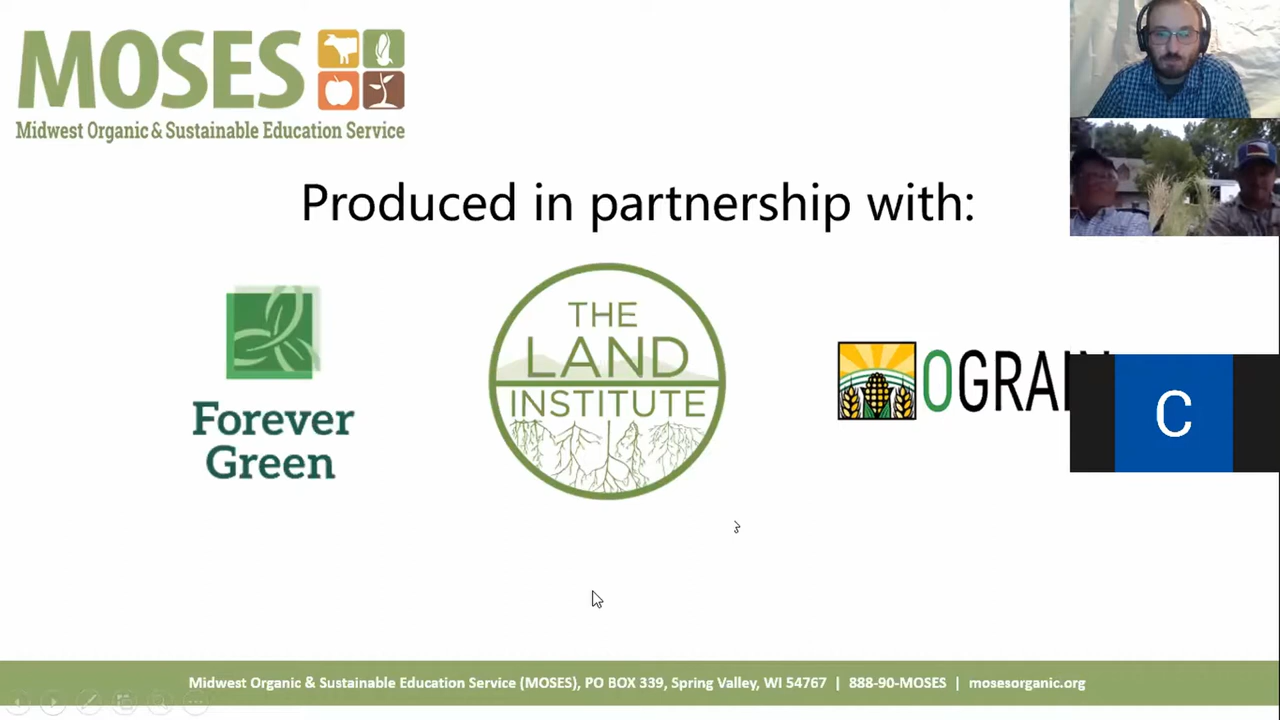 MOSES
Midwest Organic & Sustainable Education Service
Produced in partnership with:
Forever
Green
THE
LAND
INSTITUTE
OGRAI
C
Midwest Organic & Sustainable Education Service (MOSES), PO BOX 339, Spring Valley, WI 54767 | 888-90-MOSES | mosesorganic.org